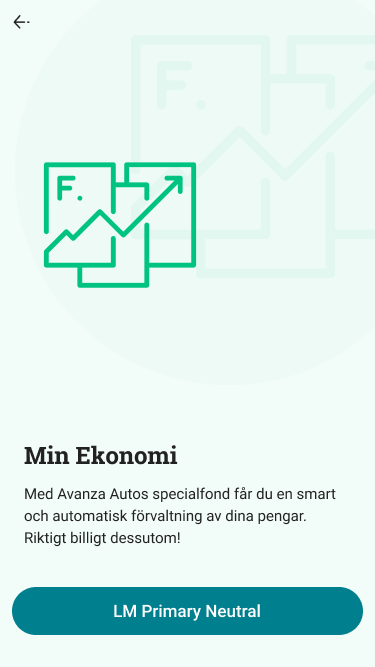 F.
F.
Min Ekonomi
Med Avanza Autos specialfond får du en smart
och automatisk förvaltning av dina pengar.
Riktigt billigt dessutom!
LM Primary Neutral